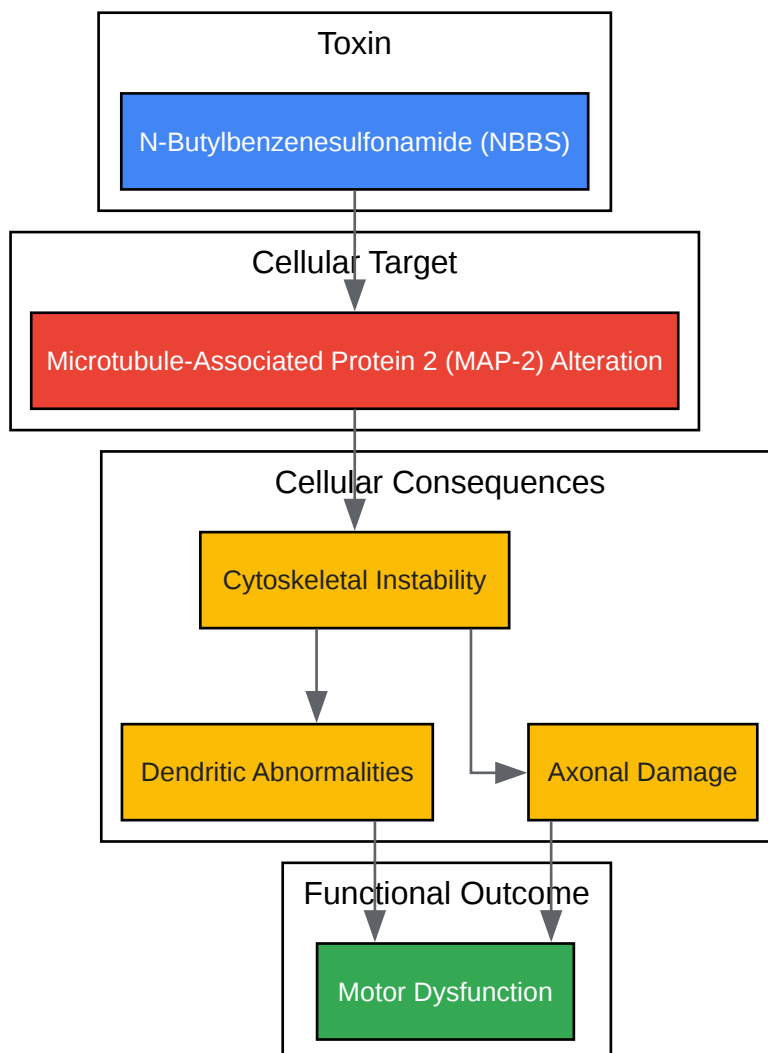 Toxin
N-Butylbenzenesulfonamide (NBBS)
Cellular Target
Microtubule-Associated Protein 2 (MAP-2) Alteration
Cellular Consequences
Cytoskeletal Instability
Dendritic Abnormalities
Axonal Damage
Functional Outcome
Motor Dysfunction